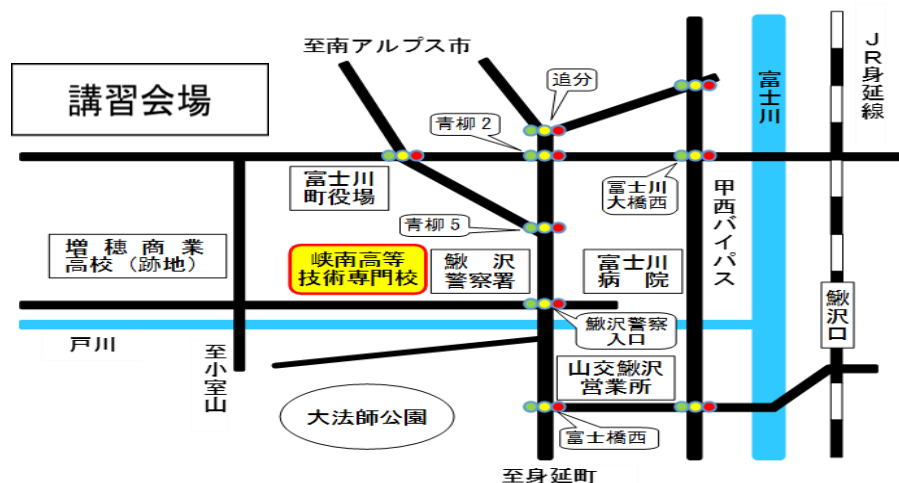 至南アルプス市
講習会場
追分
青柳２
富士川
JR身延線
富士川
町役場
富士川
大橋西
甲西バイパス
青柳５
増穂商業
高校（跡地）
峡南高等
技術専門校
鰍沢
警察署
富士川
病院
鰍沢口
戸川
至小室山
鰍沢警察
入口
山交鰍沢
営業所
大法師公園
富士橋西
至身延町